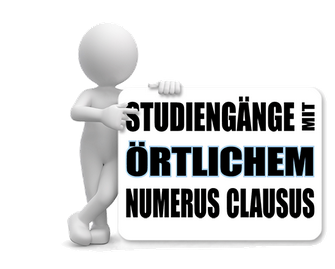 STUDIENGÄNGE MIT
ÖRTLICHEM
NUMERUS CLAUSUS